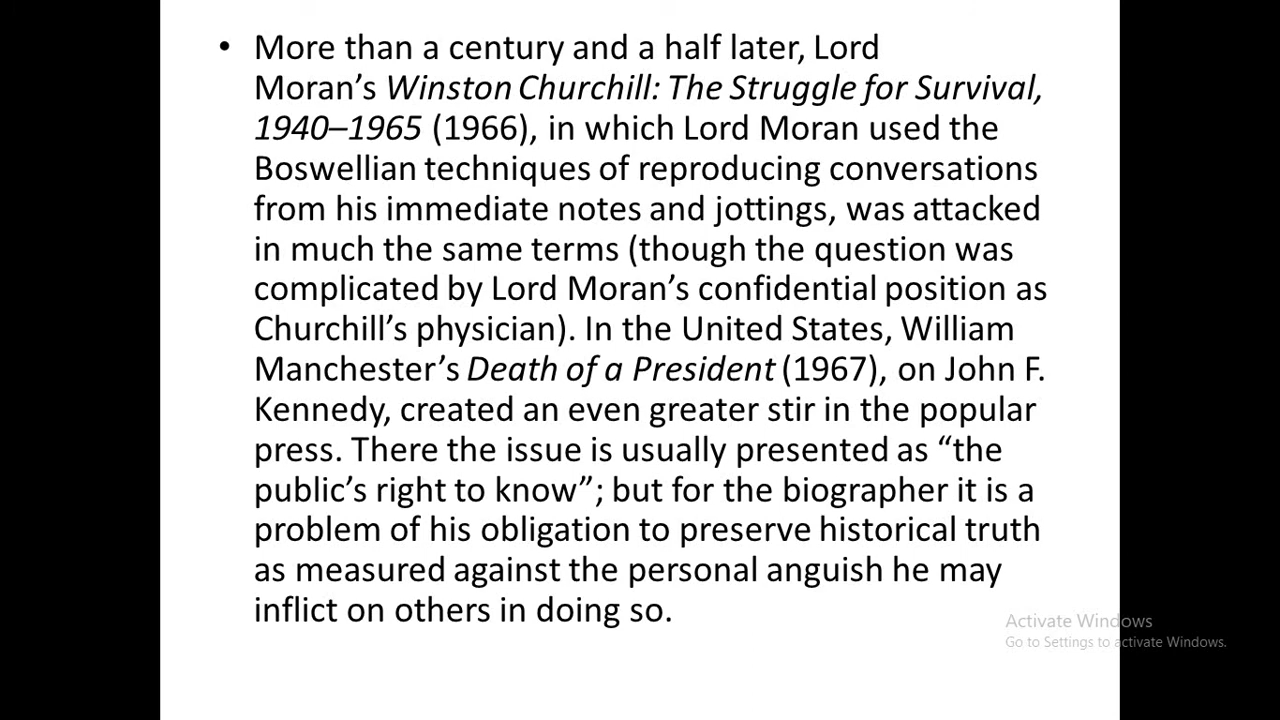 • More than a century and a half later, Lord
Moran’s Winston Churchill: The Struggle for Survival,
1940–1965 (1966), in which Lord Moran used the
Boswellian techniques of reproducing conversations
from his immediate notes and jottings, was attacked
in much the same terms (though the question was
complicated by Lord Moran’s confidential position as
Churchill’s physician). In the United States, William
Manchester’s Death of a President (1967), on John F.
Kennedy, created an even greater stir in the popular
press. There the issue is usually presented as “the
public’s right to know”; but for the biographer it is a
problem of his obligation to preserve historical truth
as measured against the personal anguish he may
inflict on others in doing so.
Activate Windows
Go to Settings to activate Windows.